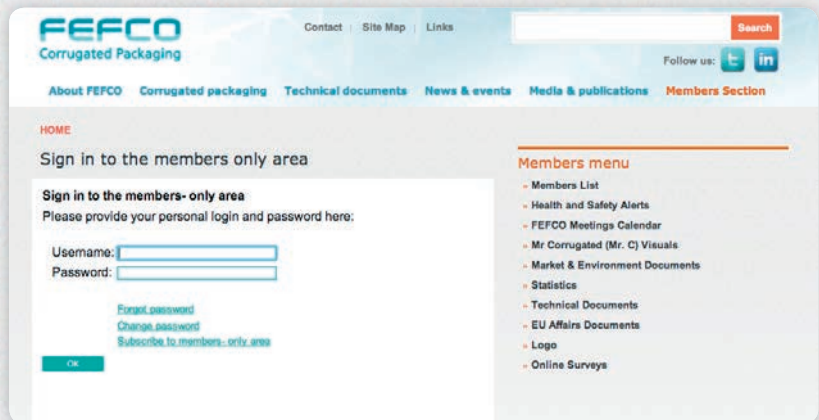 FEFCO
Corrugated Packaging
Contact | Site Map | Links
Search
Follow us:
About FEFCO Corrugated packaging Technical documents News & events Media & publications Members Section
HOME
Sign in to the members only area
Sign in to the members- only area
Please provide your personal login and password here:
Username:
Password:
Forgot password
Change password
Subscribe to members- only area
OK
Members menu
» Members List
» Health and Safety Alerts
» FEFCO Meetings Calendar
» Mr Corrugated (Mr. C) Visuals
» Market & Environment Documents
» Statistics
» Technical Documents
» EU Affairs Documents
» Logo
» Online Surveys